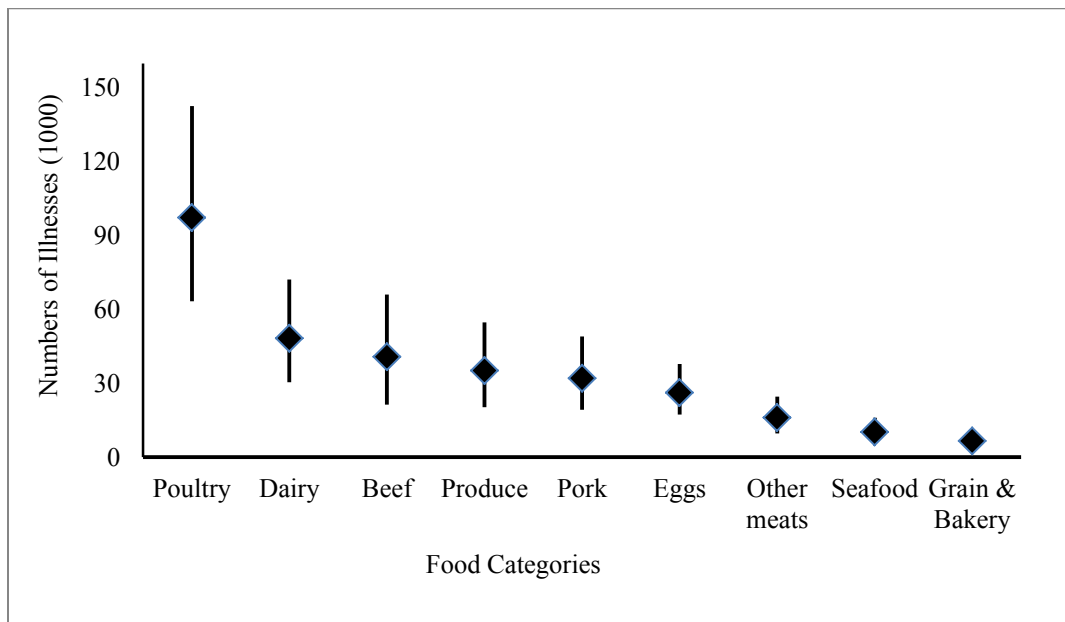 Numbers of Illnesses (1000)
150
120
90
60
30
0
Poultry
Dairy
Beef
Produce
Pork
Eggs
Other
meats
Seafood
Grain &
Bakery
Food Categories